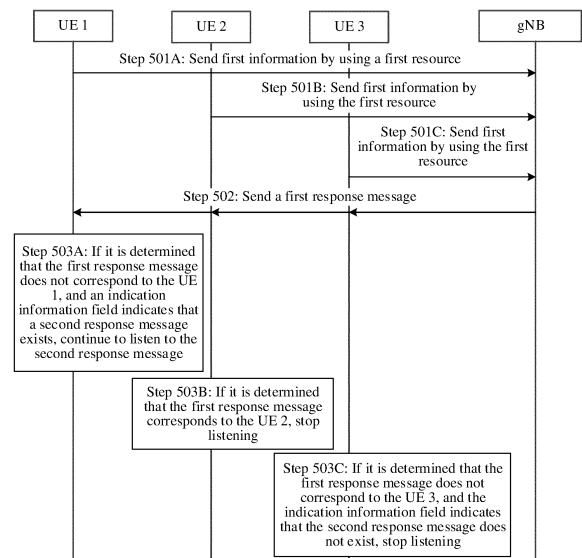 UE 1
UE 2
UE 3
gNB
Step 501A: Send first information by using a first resource
Step 501B: Send first information by
using the first resource
Step 501C: Send first
information by using the first
resource
Step 502: Send a first response message
Step 503A: If it is determined
that the first response message
does not correspond to the UE
1, and an indication
information field indicates that
a second response message
exists, continue to listen to the
second response message
Step 503B: If it is determined
that the first response message
corresponds to the UE 2, stop
listening
Step 503C: If it is determined that the
first response message does not
correspond to the UE 3, and the
indication information field indicates
that the second response message does
not exist, stop listening